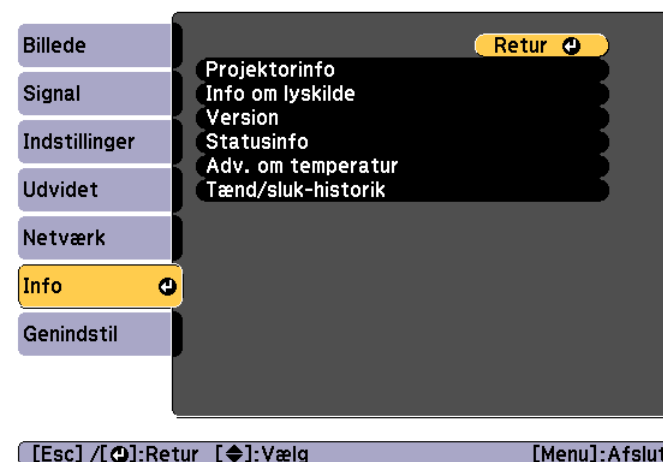 Billede
Signal
Indstillinger
Udvidet
Netværk
Info
Genindstil
Retur
Projektorinfo
Info om lyskilde
Version
Statusinfo
Adv. om temperatur
Tænd/sluk-historik
[Esc] /[⏎]:Retur [◆]:Vælg [Menu]:Afslut